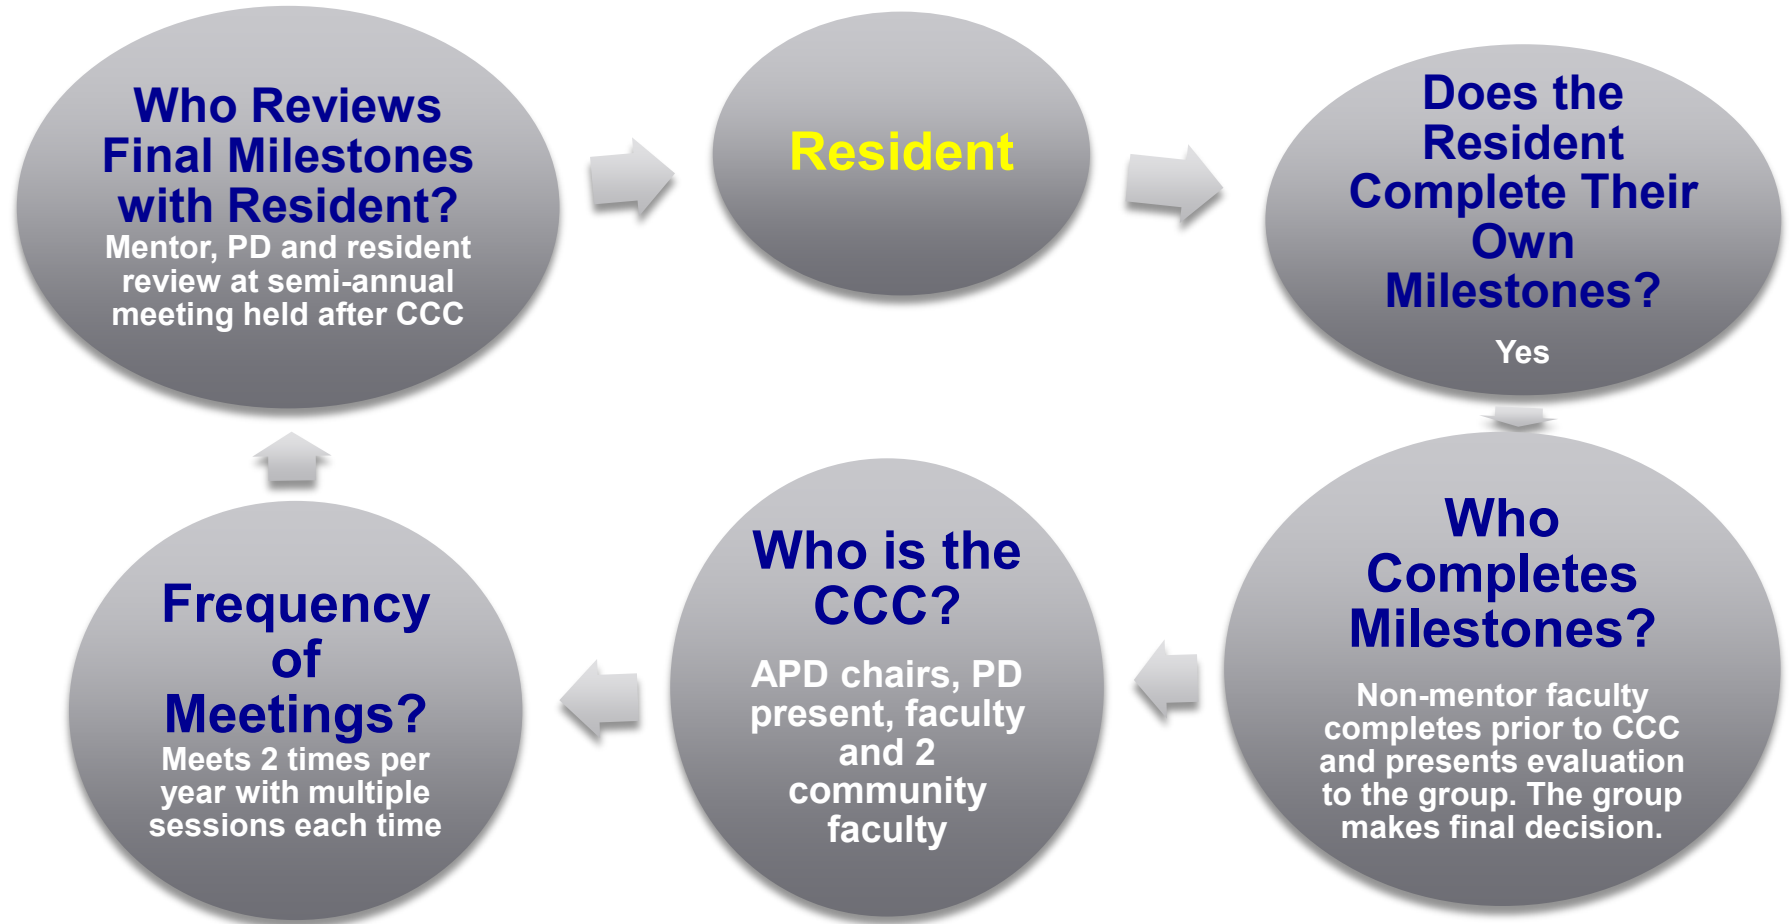 Who Reviews
Final Milestones
with Resident?
Mentor, PD and resident
review at semi-annual
meeting held after CCC
Resident
Does the
Resident
Complete Their
Own
Milestones?
Yes
Who
Completes
Milestones?
Non-mentor faculty
completes prior to CCC
and presents evaluation
to the group. The group
makes final decision.
Who is the
CCC?
APD chairs, PD
present, faculty
and 2
community
faculty
Frequency
of
Meetings?
Meets 2 times per
year with multiple
sessions each time